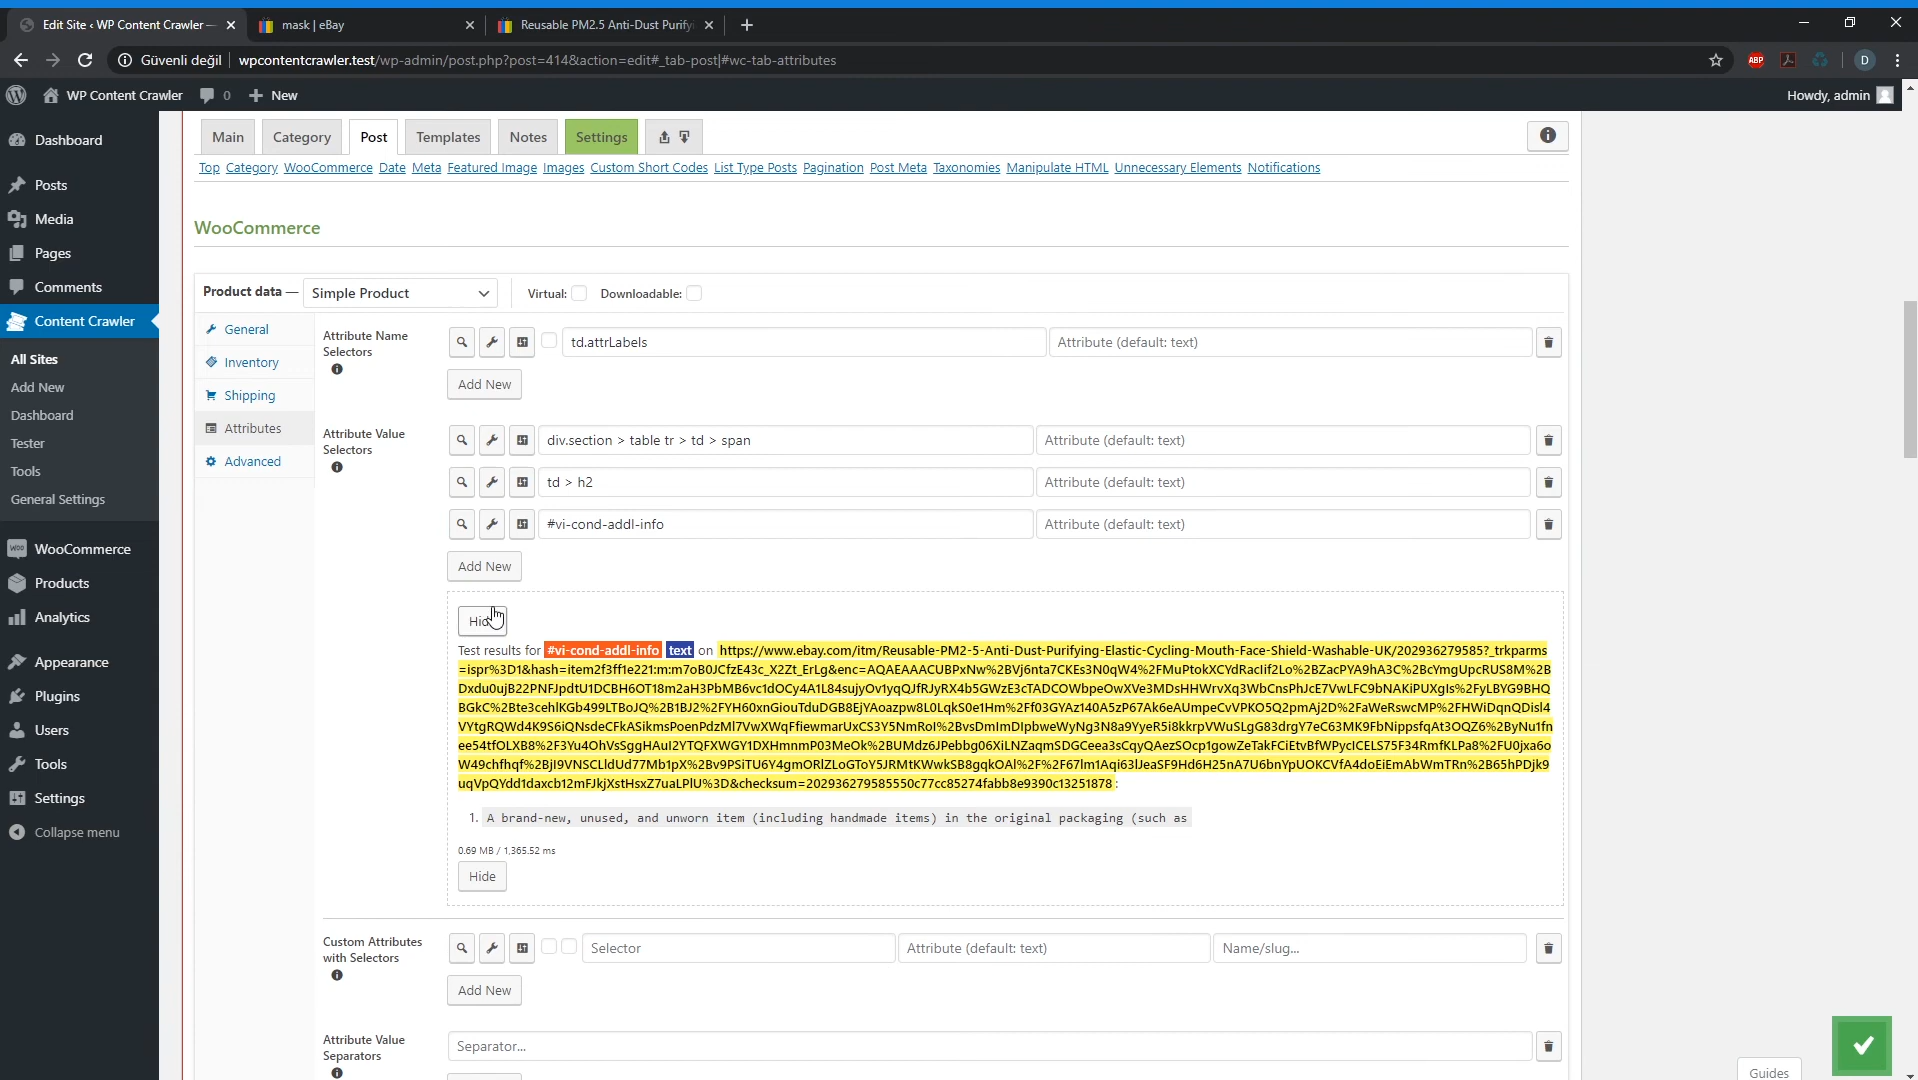 Edit Site ‹ WP Content Crawler —
mask | eBay
Reusable PM2.5 Anti-Dust Purifyi
Güvenli değil
wpcontentcrawler.test/wp-admin/post.php?post=414&action=edit#_tab-post|#wc-tab-attributes
ABP
D
WP Content Crawler
0
New
Howdy, admin
Dashboard
Posts
Media
Pages
Comments
Content Crawler
All Sites
Add New
Dashboard
Tester
Tools
General Settings
WooCommerce
Products
Analytics
Appearance
Plugins
Users
Tools
Settings
Collapse menu
Main
Category
Post
Templates
Notes
Settings
Top Category WooCommerce Date Meta Featured Image Images Custom Short Codes List Type Posts Pagination Post Meta Taxonomies Manipulate HTML Unnecessary Elements Notifications
WooCommerce
Product data —
Simple Product
Virtual:
Downloadable:
General
Inventory
Shipping
Attributes
Advanced
Attribute Name
Selectors
td.attrLabels
Attribute (default: text)
Add New
Attribute Value
Selectors
div.section > table tr > td > span
Attribute (default: text)
td > h2
Attribute (default: text)
#vi-cond-addl-info
Attribute (default: text)
Add New
Test results for #vi-cond-addl-info text on https://www.ebay.com/itm/Reusable-PM2-5-Anti-Dust-Purifying-Elastic-Cycling-Mouth-Face-Shield-Washable-UK/202936279585?_trkparms
1. A brand-new, unused, and unworn item (including handmade items) in the original packaging (such as
0.69 MB / 1,365.52 ms
Hide
Custom Attributes
with Selectors
Selector
Attribute (default: text)
Name/slug...
Add New
Attribute Value
Separators
Separator...
Guides